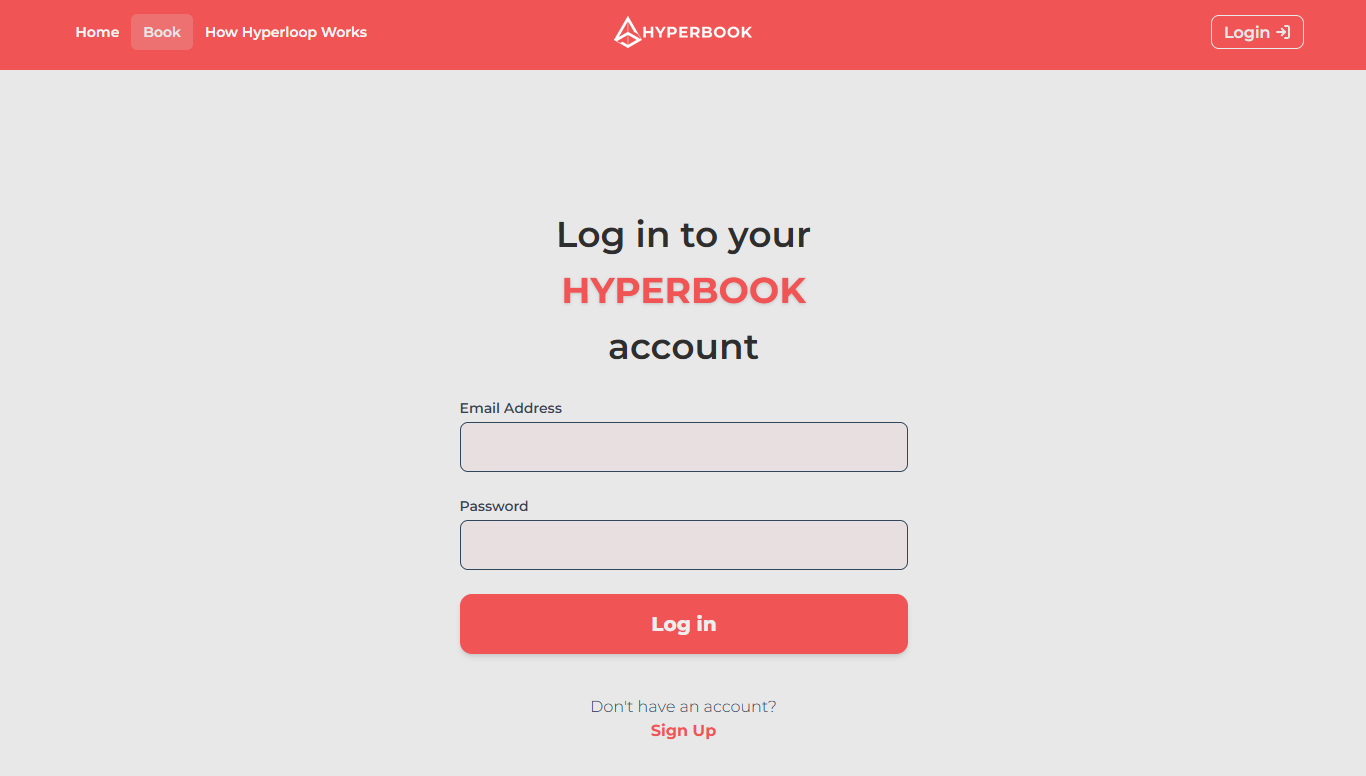 Home Book How Hyperloop Works HYPERBOOK Login
Log in to your
HYPERBOOK
account
Email Address
Password
Log in
Don't have an account?
Sign Up